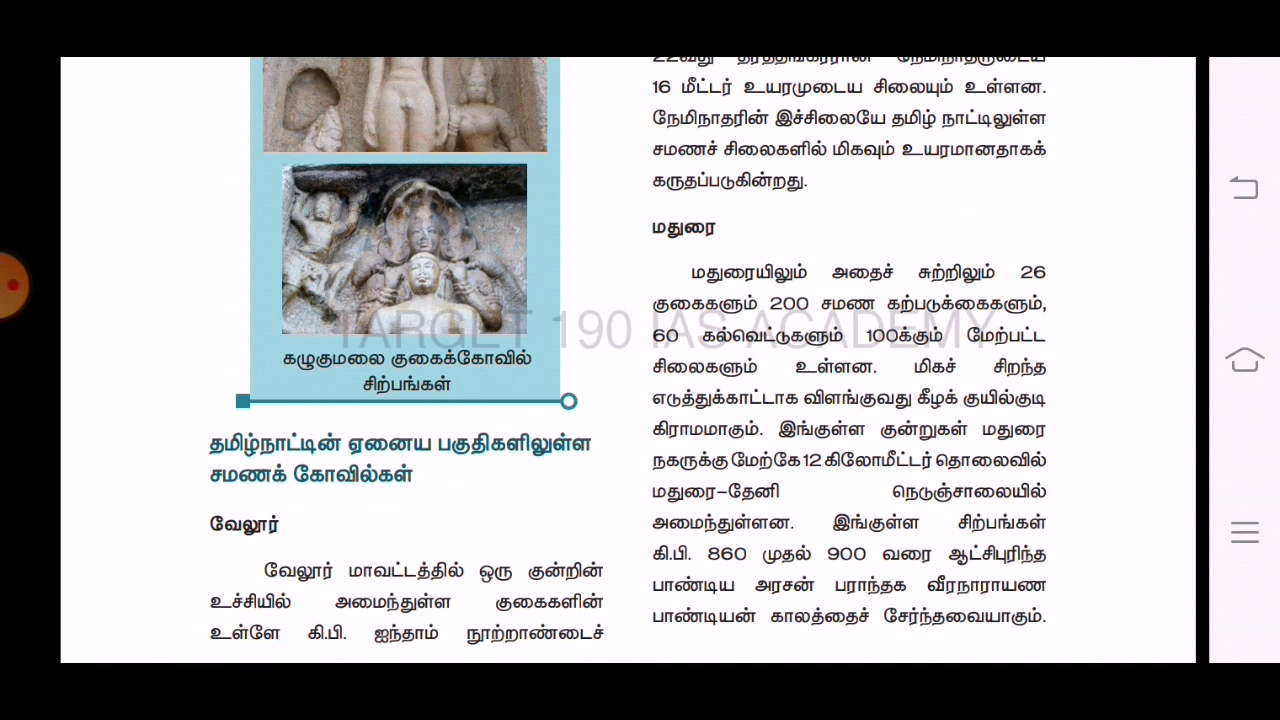 கழுகுமலை குகைக்கோவில்
சிற்பங்கள்
தமிழ்நாட்டின் ஏனைய பகுதிகளிலுள்ள
சமணக் கோவில்கள்
வேலூர்
வேலூர் மாவட்டத்தில் ஒரு குன்றின்
உச்சியில் அமைந்துள்ள குகைகளின்
உள்ளே கி.பி. ஐந்தாம் நூற்றாண்டைச்
22வது தீர்த்தங்கரரான நேமிநாதருடைய
16 மீட்டர் உயரமுடைய சிலையும் உள்ளன.
நேமிநாதரின் இச்சிலையே தமிழ் நாட்டிலுள்ள
சமணச் சிலைகளில் மிகவும் உயரமானதாகக்
கருதப்படுகின்றது.
மதுரை
மதுரையிலும் அதைச் சுற்றிலும் 26
குகைகளும் 200 சமண கற்படுக்கைகளும்,
60 கல்வெட்டுகளும் 100க்கும் மேற்பட்ட
சிலைகளும் உள்ளன. மிகச் சிறந்த
எடுத்துக்காட்டாக விளங்குவது கீழக் குயில்குடி
கிராமமாகும். இங்குள்ள குன்றுகள் மதுரை
நகருக்கு மேற்கே 12 கிலோமீட்டர் தொலைவில்
மதுரை–தேனி நெடுஞ்சாலையில்
அமைந்துள்ளன. இங்குள்ள சிற்பங்கள்
கி.பி. 860 முதல் 900 வரை ஆட்சிபுரிந்த
பாண்டிய அரசன் பராந்தக வீரநாராயண
பாண்டியன் காலத்தைச் சேர்ந்தவையாகும்.
TARGET 190 IAS ACADEMY